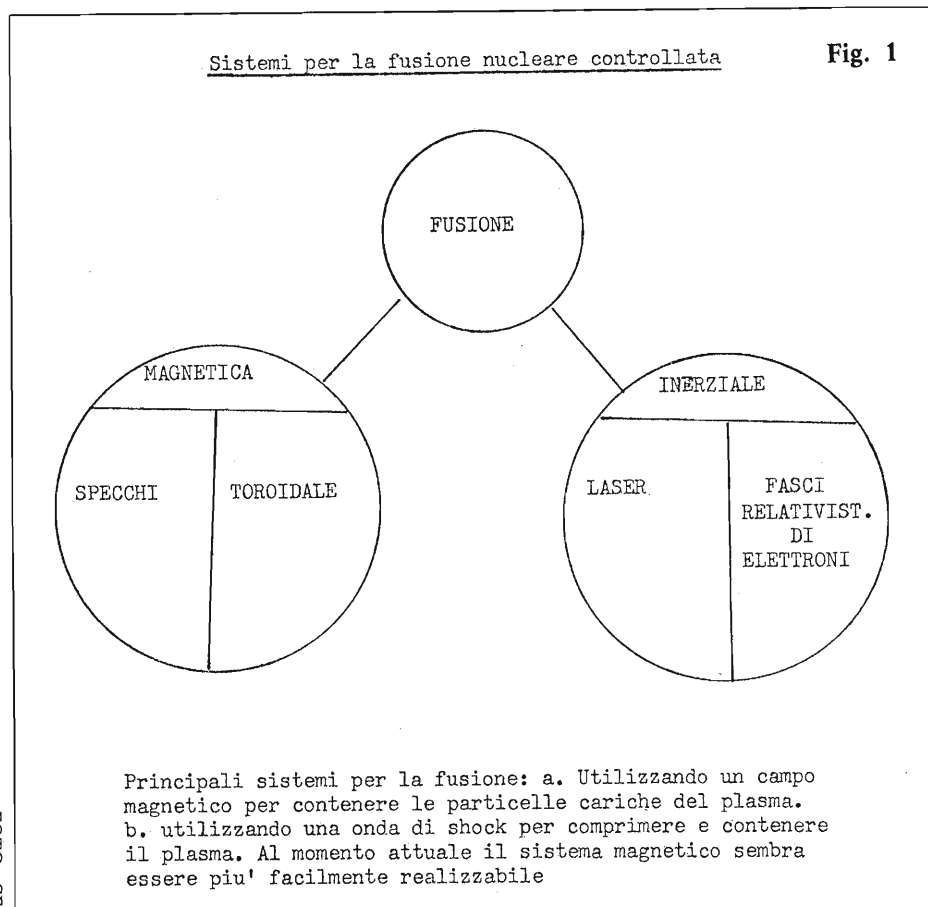 Sistemi per la fusione nucleare controllata
Fig. 1
FUSIONE
MAGNETICA
SPECCHI
TOROIDALE
INERZIALE
LASER
FASCI
RELATIVIST.
DI
ELETTRONI
Principali sistemi per la fusione: a. Utilizzando un campo
magnetico per contenere le particelle cariche del plasma.
b. utilizzando una onda di shock per comprimere e contenere
il plasma. Al momento attuale il sistema magnetico sembra
essere piu' facilmente realizzabile